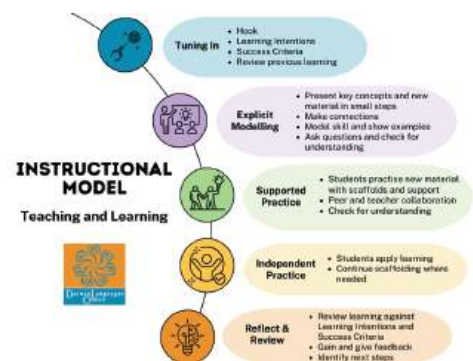 Tuning In
• Hook
• Learning Intentions
• Success Criteria
• Review previous learning
Explicit
Modelling
• Present key concepts and new
material in small steps
• Make connections
• Model skill and show examples
• Ask questions and check for
understanding
INSTRUCTIONAL
MODEL
Teaching and Learning
Supported
Practice
• Students practise new material
with scaffolds and support
• Peer and teacher collaboration
• Check for understanding
Independent
Practice
• Students apply learning
• Continue scaffolding where
needed
Reflect &
Review
• Review learning against
Learning Intentions and
Success Criteria
• Gain and give feedback
• Identify next steps